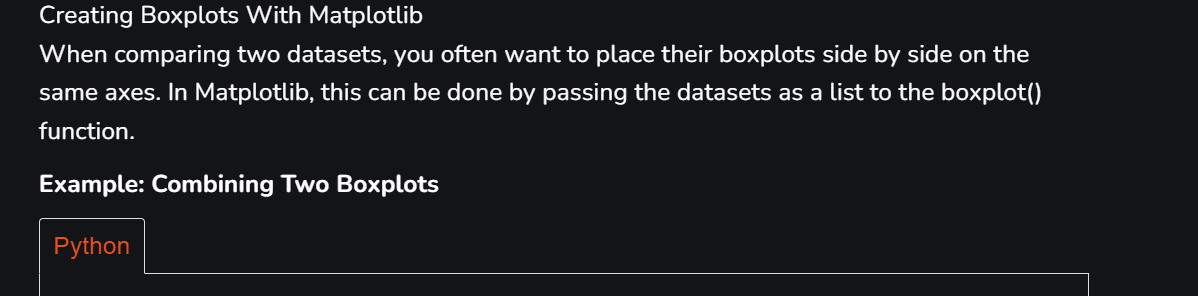 Creating Boxplots With Matplotlib
When comparing two datasets, you often want to place their boxplots side by side on the
same axes. In Matplotlib, this can be done by passing the datasets as a list to the boxplot()
function.
Example: Combining Two Boxplots
Python